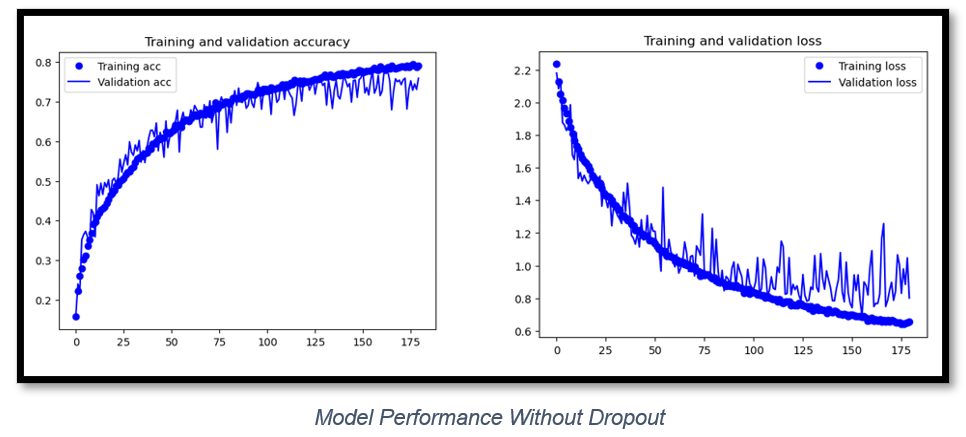 Training and validation accuracy
Training acc
Validation acc
0.8
0.7
0.6
0.5
0.4
0.3
0.2
0 25 50 75 100 125 150 175
Training and validation loss
Training loss
Validation loss
2.2
2.0
1.8
1.6
1.4
1.2
1.0
0.8
0.6
0 25 50 75 100 125 150 175
Model Performance Without Dropout